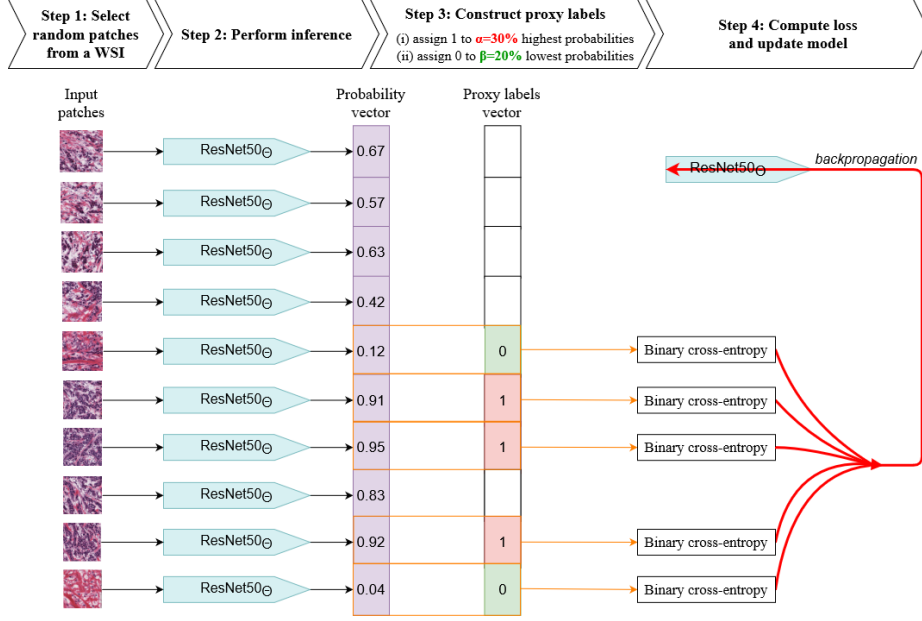 Step 1: Select
random patches
from a WSI
Step 2: Perform inference
Step 3: Construct proxy labels
(i) assign 1 to α=30% highest probabilities
(ii) assign 0 to β=20% lowest probabilities
Step 4: Compute loss
and update model
Input
patches
Probability
vector
Proxy labels
vector
ResNet50Θ
0.67
ResNet50Θ
backpropagation
ResNet50Θ
0.57
ResNet50Θ
0.63
ResNet50Θ
0.42
ResNet50Θ
0.12
0
Binary cross-entropy
ResNet50Θ
0.91
1
Binary cross-entropy
ResNet50Θ
0.95
1
Binary cross-entropy
ResNet50Θ
0.83
ResNet50Θ
0.92
1
Binary cross-entropy
ResNet50Θ
0.04
0
Binary cross-entropy